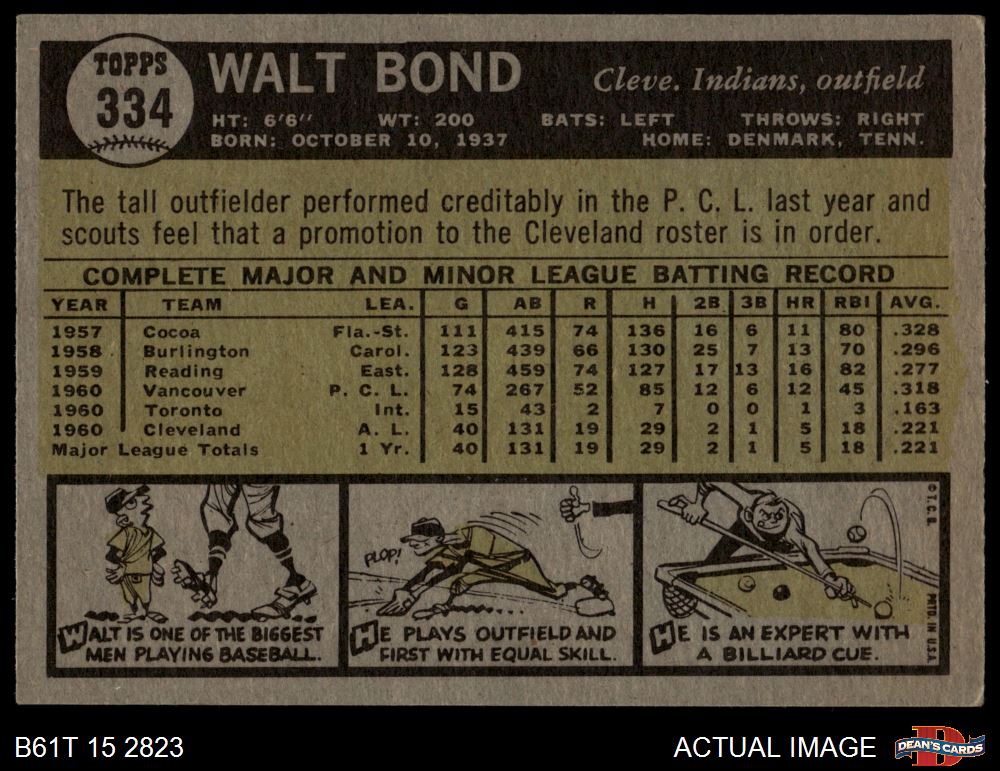 TOPPS
334
WALT BOND
Cleve. Indians, outfield
HT: 6'6" WT: 200 BATS: LEFT THROWS: RIGHT
BORN: OCTOBER 10, 1937 HOME: DENMARK, TENN.
The tall outfielder performed creditably in the P. C. L. last year and
scouts feel that a promotion to the Cleveland roster is in order.
COMPLETE MAJOR AND MINOR LEAGUE BATTING RECORD
YEAR TEAM LEA. G AB R H 2B 3B HR RBI AVG.
1957 Cocoa Fla.-St. 111 415 74 136 16 6 11 80 .328
1958 Burlington Carol. 123 439 66 130 25 7 13 70 .296
1959 Reading East. 128 459 74 127 17 13 16 82 .277
1960 Vancouver P. C. L. 74 267 52 85 12 6 12 45 .318
1960 Toronto Int. 15 43 2 7 0 0 1 3 .163
1960 Cleveland A. L. 40 131 19 29 2 1 5 18 .221
Major League Totals 1 Yr. 40 131 19 29 2 1 5 18 .221
WALT IS ONE OF THE BIGGEST
MEN PLAYING BASEBALL.
PLOP!
HE PLAYS OUTFIELD AND
FIRST WITH EQUAL SKILL.
HE IS AN EXPERT WITH
A BILLIARD CUE.
© T.C.G. PRTD. IN U.S.A.
B61T 15 2823
ACTUAL IMAGE
D
DEAN'S CARDS